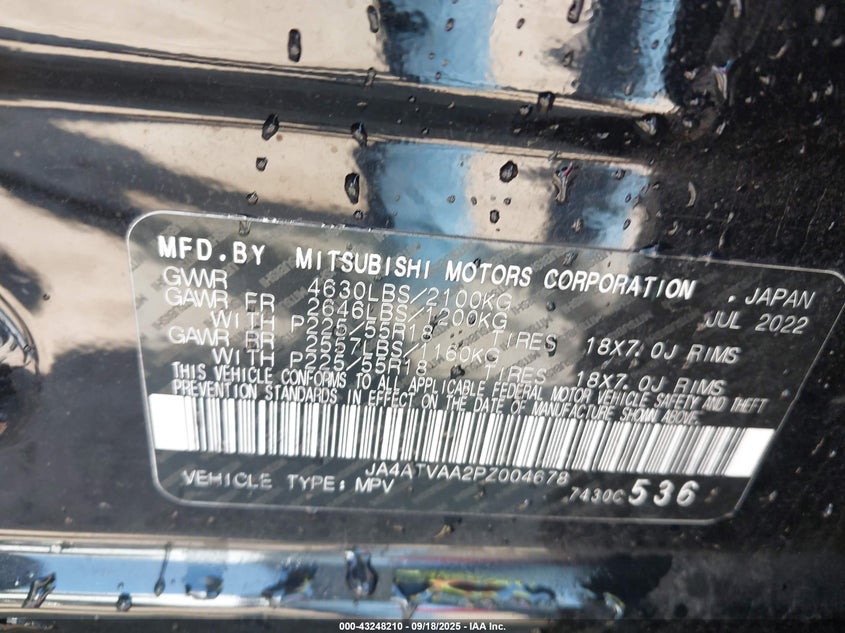 MFD.BY MITSUBISHI MOTORS CORPORATION . JAPAN
GVWR 4630LBS/2100KG JUL 2022
GAWR FR 2646LBS/1200KG
WITH P225/55R18 TIRES 18X7.0J RIMS
GAWR RR 2557LBS/1160KG
WITH P225/55R18 TIRES 18X7.0J RIMS
THIS VEHICLE CONFORMS TO ALL APPLICABLE FEDERAL MOTOR VEHICLE SAFETY AND THEFT
PREVENTION STANDARDS IN EFFECT ON THE DATE OF MANUFACTURE SHOWN ABOVE.
JA4ATVAA2PZ004678
VEHICLE TYPE: MPV 7430C 536
000-43248210 - 09/18/2025 - IAA Inc.